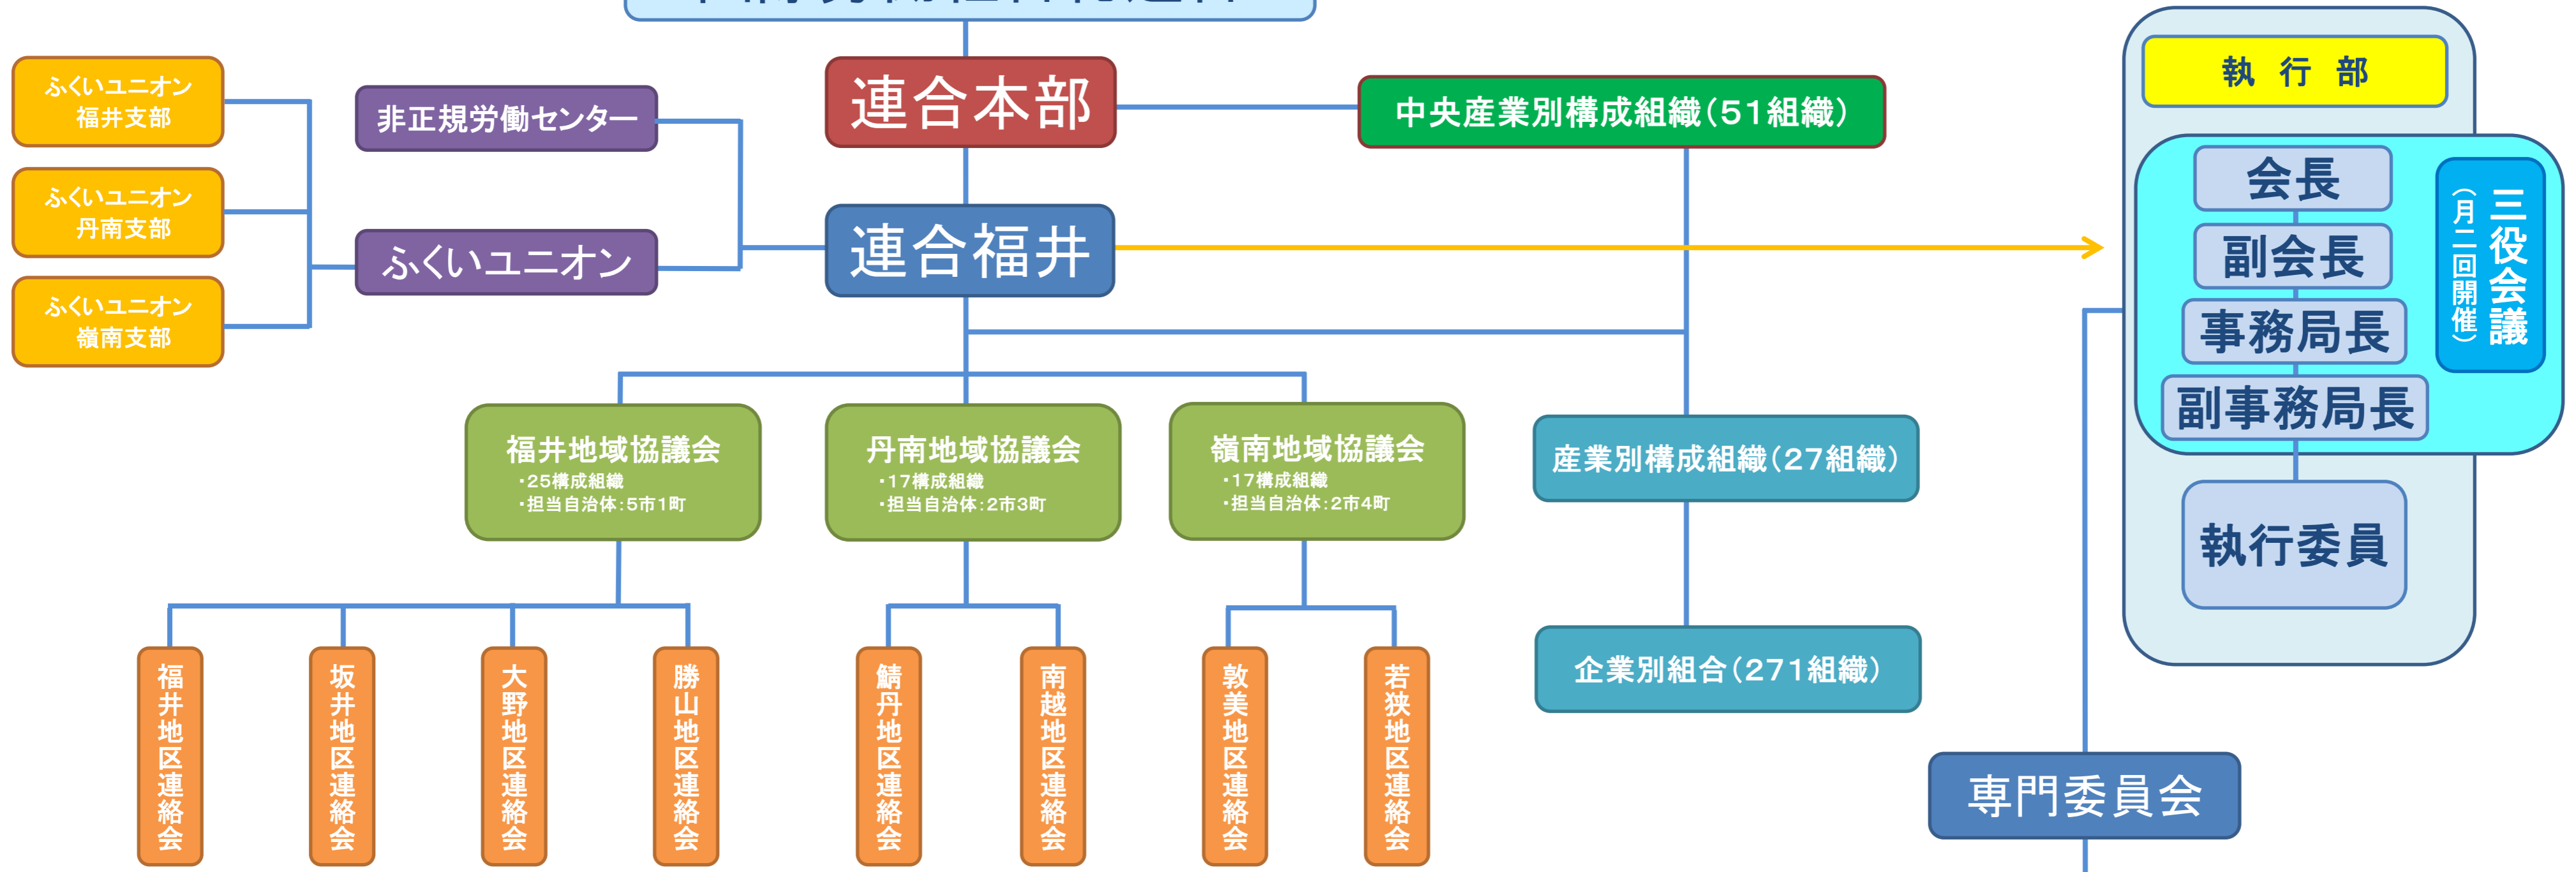 連合本部
中央産業別構成組織(51組織)
非正規労働センター
連合福井
ふくいユニオン
ふくいユニオン
福井支部
ふくいユニオン
丹南支部
ふくいユニオン
嶺南支部
福井地域協議会
・25構成組織
・担当自治体:5市1町
丹南地域協議会
・17構成組織
・担当自治体:2市3町
嶺南地域協議会
・17構成組織
・担当自治体:2市4町
産業別構成組織(27組織)
企業別組合(271組織)
福井地区連絡会
坂井地区連絡会
大野地区連絡会
勝山地区連絡会
鯖丹地区連絡会
南越地区連絡会
敦美地区連絡会
若狭地区連絡会
執 行 部
会長
副会長
事務局長
副事務局長
三役会議
(月二回開催)
執行委員
専門委員会